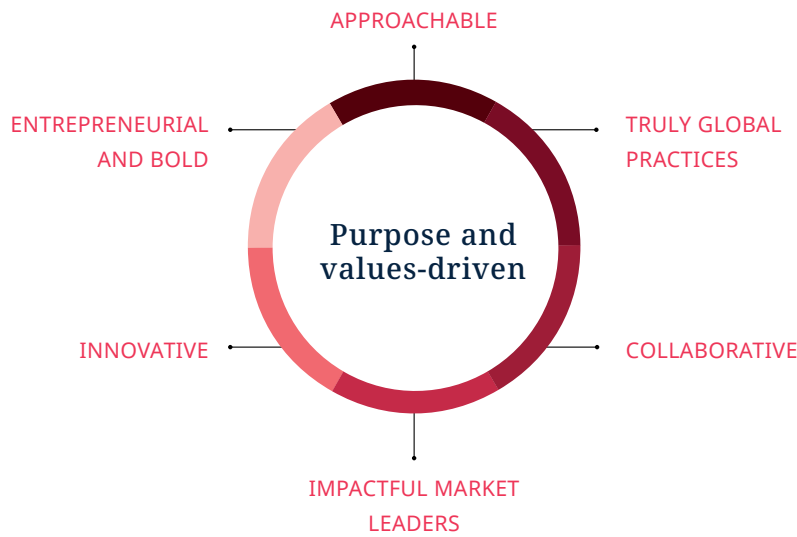 APPROACHABLE
ENTREPRENEURIAL
AND BOLD
TRULY GLOBAL
PRACTICES
Purpose and
values-driven
INNOVATIVE
COLLABORATIVE
IMPACTFUL MARKET
LEADERS